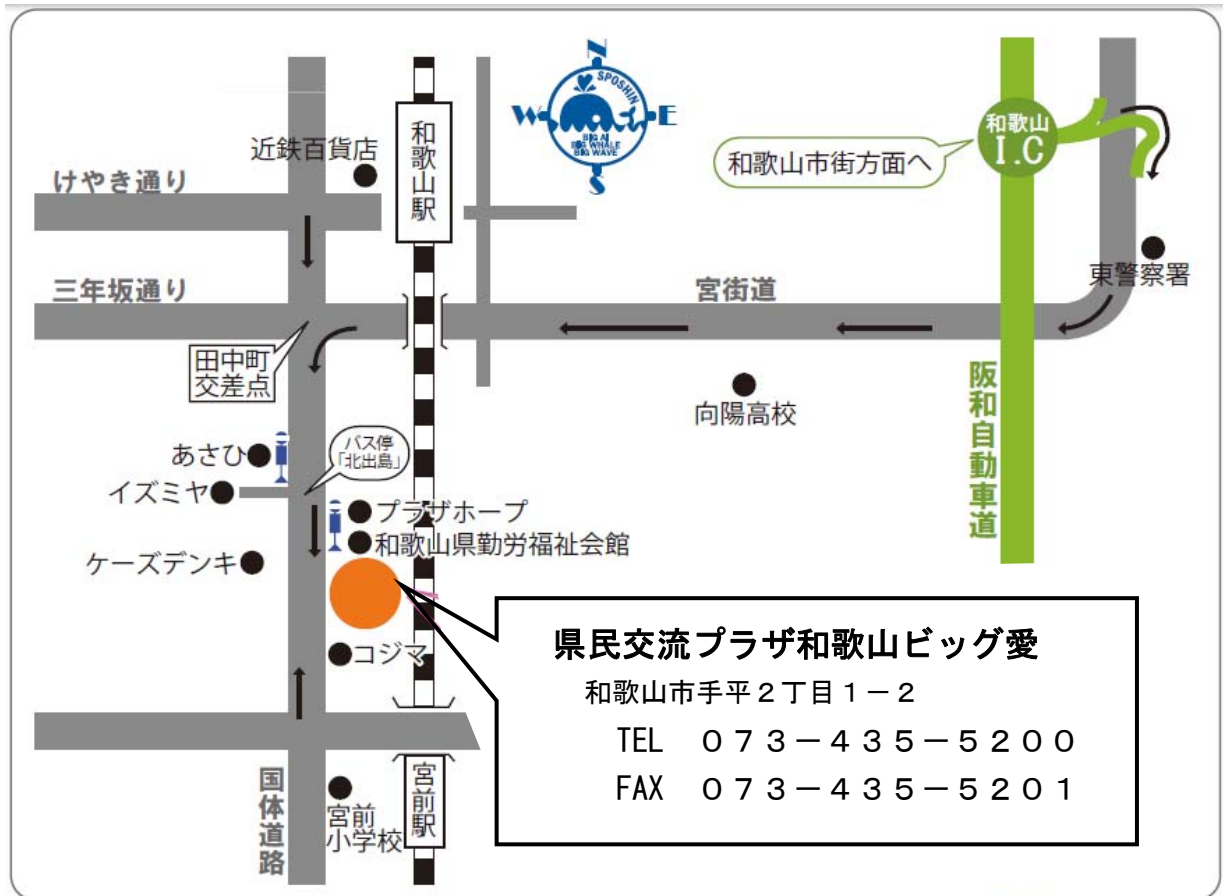 N
W
E
S
SPOSHIN
BIG AI
BIG WHALE
BIG WAVE
和歌山
I.C
和歌山市街方面へ
近鉄百貨店
和歌山駅
けやき通り
三年坂通り
宮街道
東警察署
田中町
交差点
向陽高校
阪和自動車道
あさひ
バス停
「北出島」
イズミヤ
プラザホープ
和歌山県勤労福祉会館
ケーズデンキ
コジマ
県民交流プラザ和歌山ビッグ愛
和歌山市手平2丁目1-2
TEL 073-435-5200
FAX 073-435-5201
国体道路
宮前
小学校
宮前駅